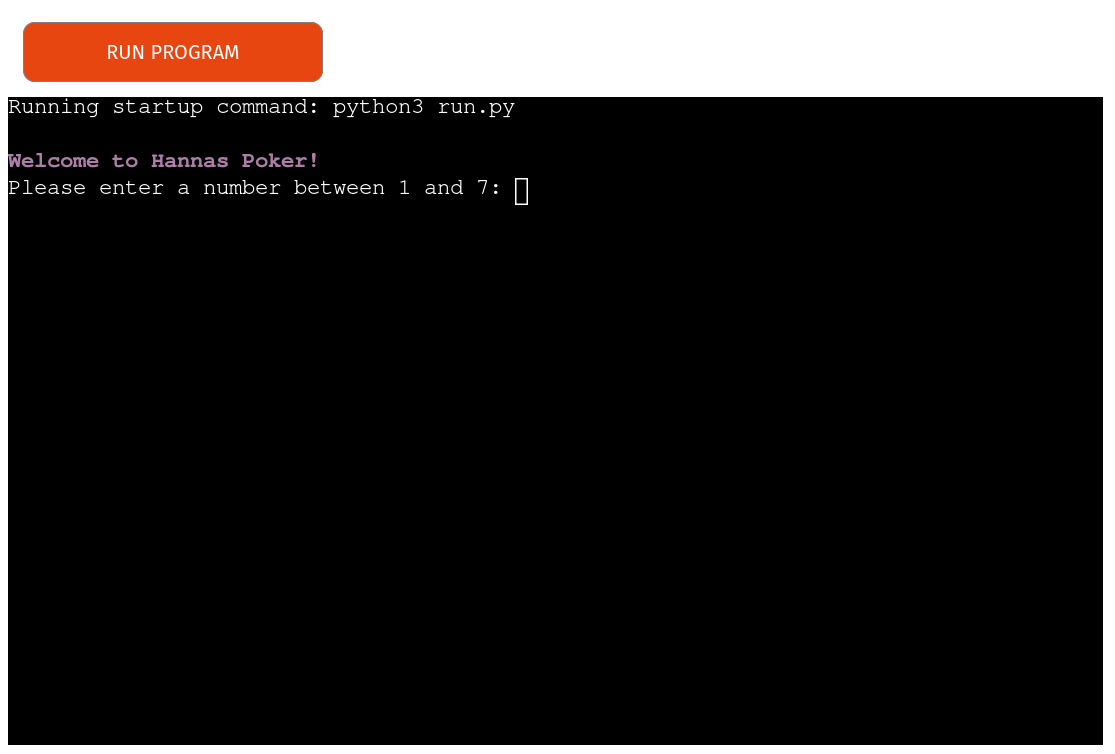 RUN PROGRAM
Running startup command: python3 run.py
Welcome to Hannas Poker!
Please enter a number between 1 and 7: